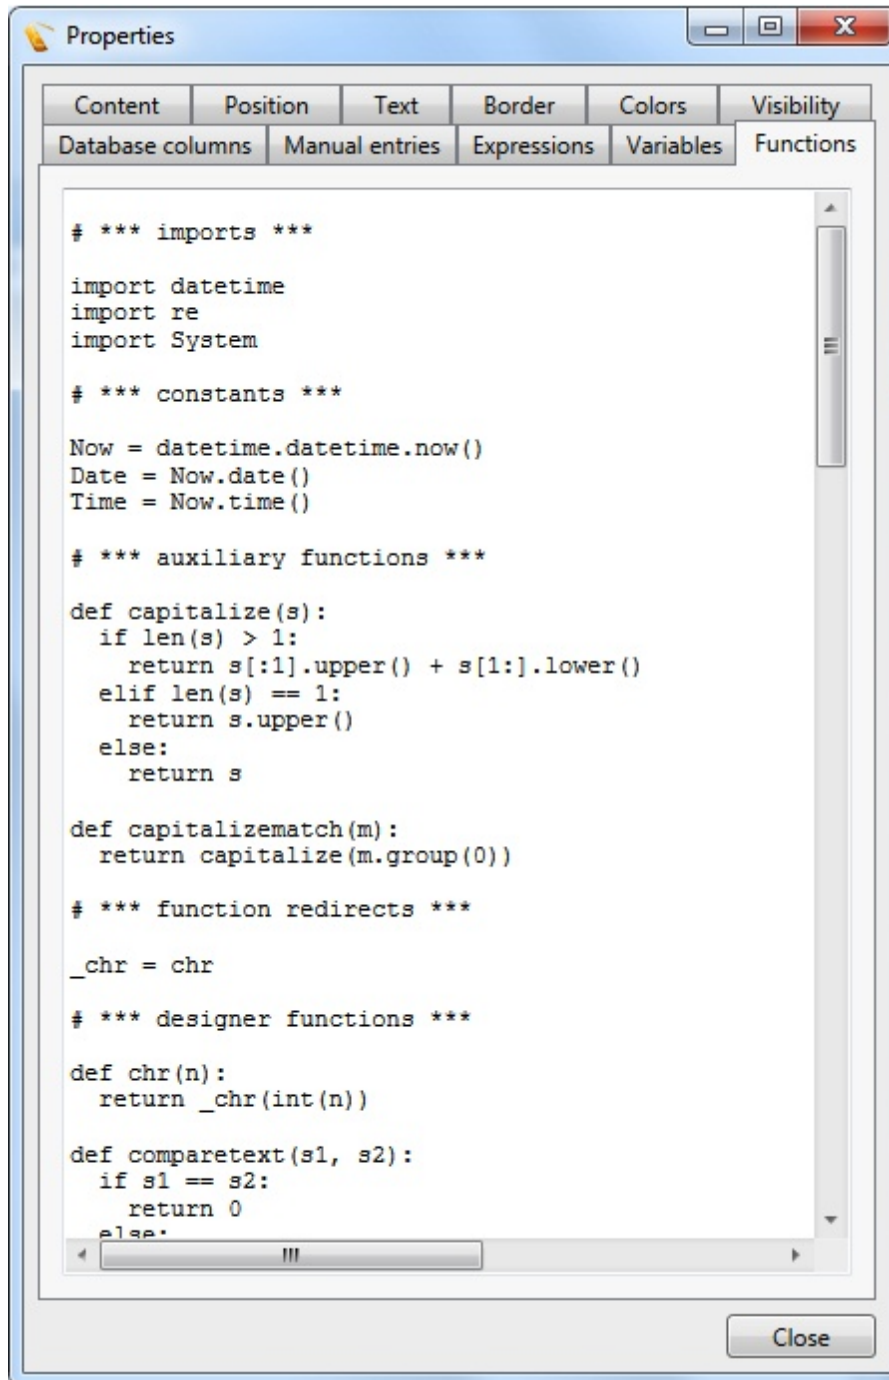 Properties
Content Position Text Border Colors Visibility
Database columns Manual entries Expressions Variables Functions
# *** imports ***
import datetime
import re
import System
# *** constants ***
Now = datetime.datetime.now()
Date = Now.date()
Time = Now.time()
# *** auxiliary functions ***
def capitalize(s):
  if len(s) > 1:
    return s[:1].upper() + s[1:].lower()
  elif len(s) == 1:
    return s.upper()
  else:
    return s
def capitalizematch(m):
  return capitalize(m.group(0))
# *** function redirects ***
_chr = chr
# *** designer functions ***
def chr(n):
  return _chr(int(n))
def comparetext(s1, s2):
  if s1 == s2:
    return 0
  else:
Close